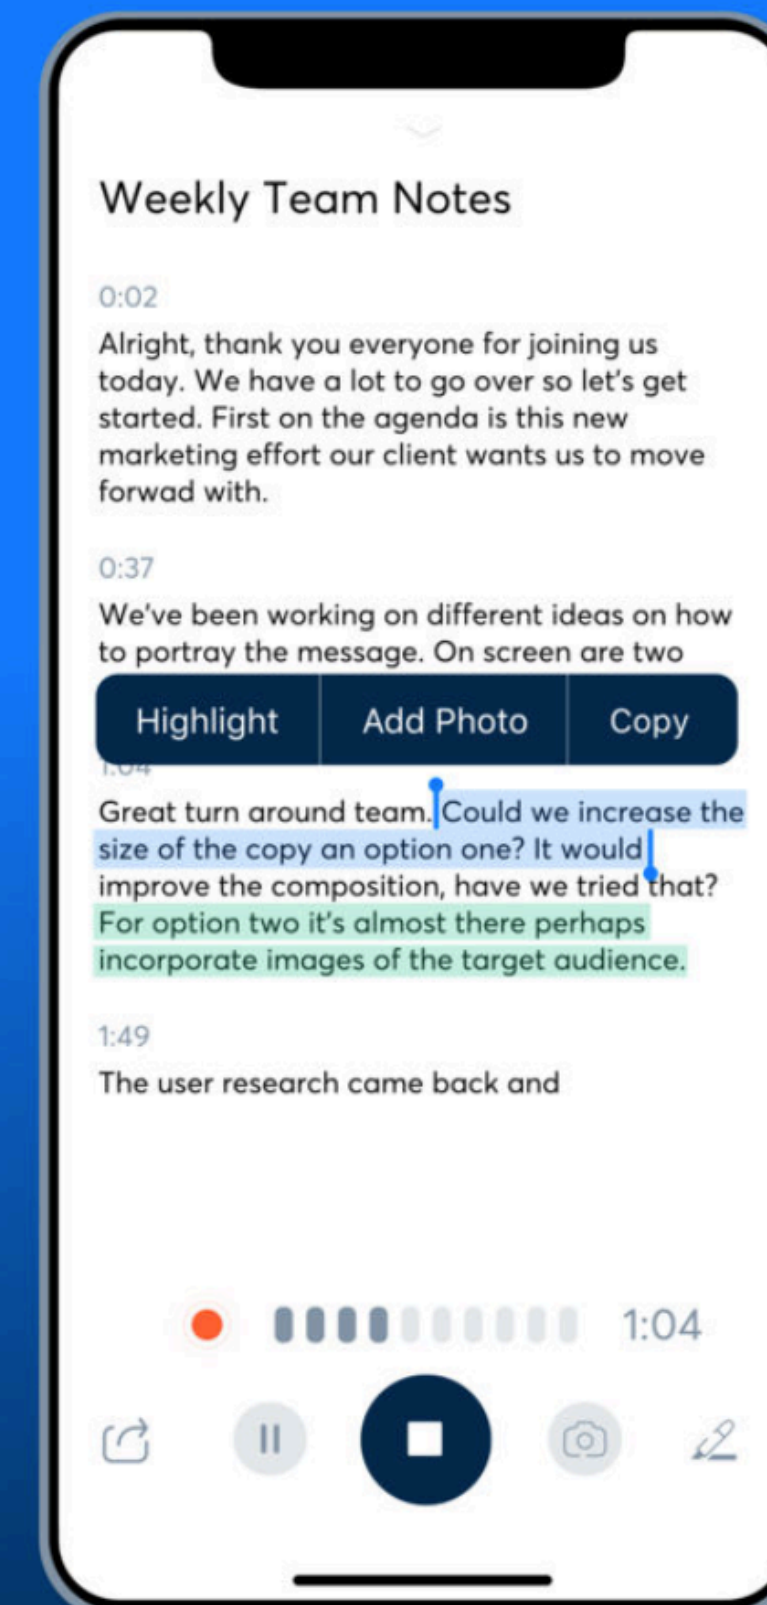 Weekly Team Notes
0:02
Alright, thank you everyone for joining us
today. We have a lot to go over so let's get
started. First on the agenda is this new
marketing effort our client wants us to move
forwad with.
0:37
We've been working on different ideas on how
to portray the message. On screen are two
Highlight Add Photo Copy
1:04
Great turn around team. Could we increase the
size of the copy an option one? It would
improve the composition, have we tried that?
For option two it's almost there perhaps
incorporate images of the target audience.
1:49
The user research came back and
1:04